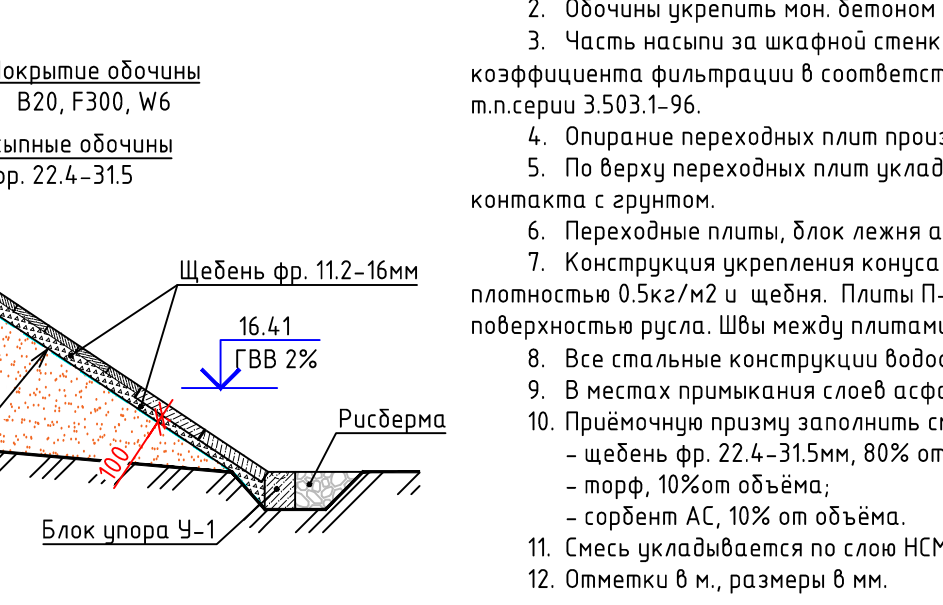 окрытие обочины
В20, F300, W6
ыпные обочины
р. 22.4-31.5
Щебень фр. 11.2-16мм
16.41
ГВВ 2%
Рисберма
100
Блок упора У-1
2. Обочины укрепить мон. бетоном
3. Часть насыпи за шкафной стенк
коэффициента фильтрации в соответст
т.п.серии 3.503.1-96.
4. Опирание переходных плит произ
5. По верху переходных плит уклад
контакта с грунтом.
6. Переходные плиты, блок лежня а
7. Конструкция укрепления конуса
плотностью 0.5кг/м2 и щебня. Плиты П-
поверхностью русла. Швы между плитами
8. Все стальные конструкции водос
9. В местах примыкания слоев асфа
10. Приёмочную призму заполнить с
- щебень фр. 22.4-31.5мм, 80% от
- торф, 10%от объёма;
- сорбент АС, 10% от объёма.
11. Смесь укладывается по слою НСМ
12. Отметки в м., размеры в мм.